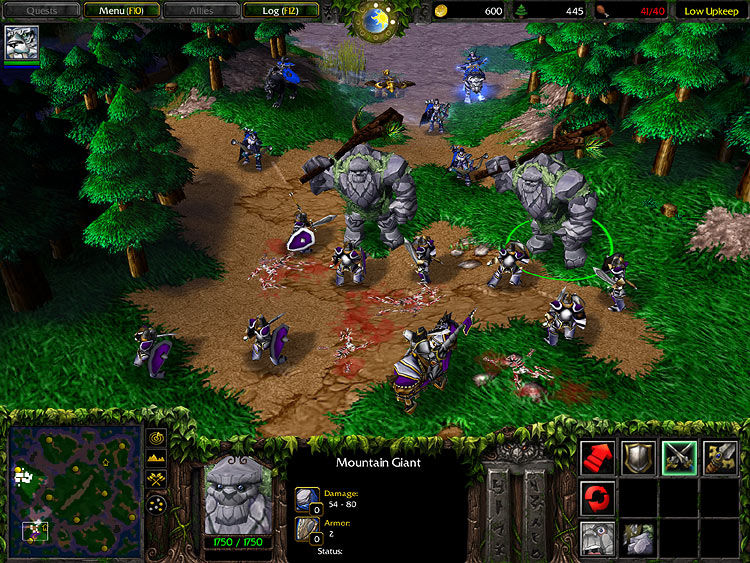 Quests Menu (F10) Allies Log (F12) 600 445 41/40 Low Upkeep
Mountain Giant
Damage:
54 - 80
0
Armor:
2
0
Status:
1750 / 1750